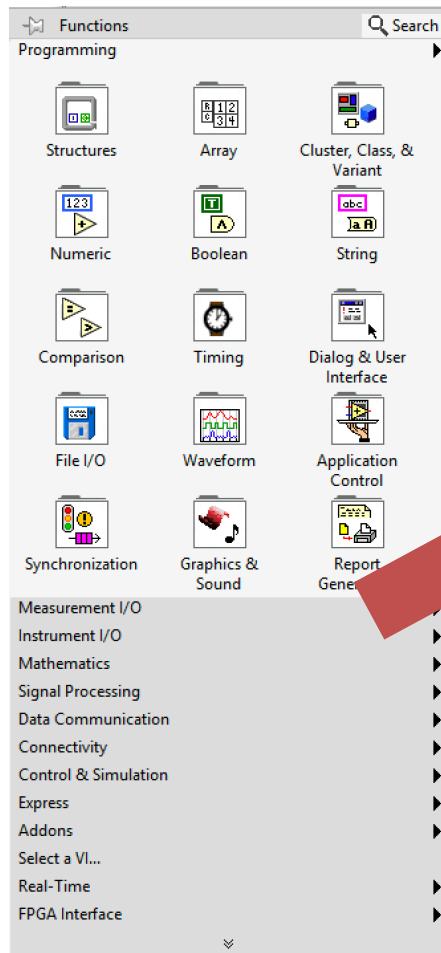 Functions Search
Programming
Structures Array Cluster, Class, &
Variant
123
T
abc
a A
Numeric Boolean String
Comparison Timing Dialog & User
Interface
File I/O Waveform Application
Control
Synchronization Graphics & Report
Sound
Measurement I/O
Instrument I/O
Mathematics
Signal Processing
Data Communication
Connectivity
Control & Simulation
Express
Addons
Select a VI...
Real-Time
FPGA Interface